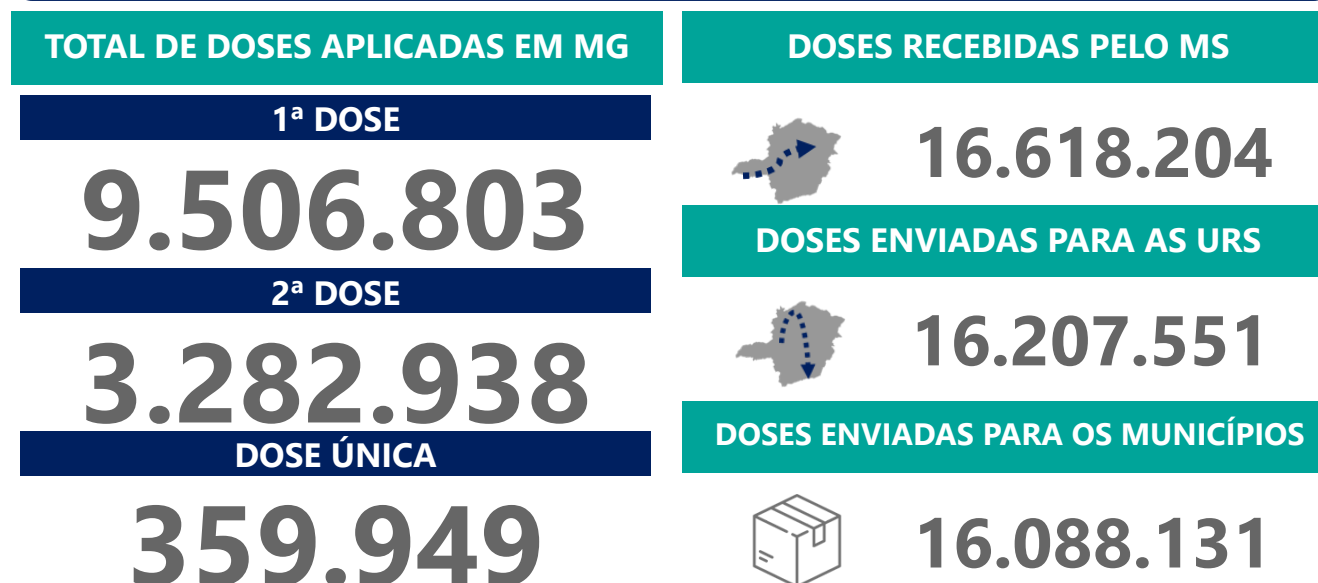 TOTAL DE DOSES APLICADAS EM MG
1ª DOSE
9.506.803
2ª DOSE
3.282.938
DOSE ÚNICA
359.949
DOSES RECEBIDAS PELO MS
16.618.204
DOSES ENVIADAS PARA AS URS
16.207.551
DOSES ENVIADAS PARA OS MUNICÍPIOS
16.088.131